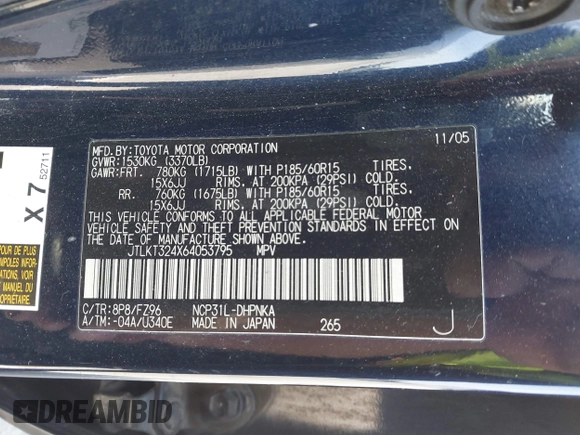 MFD. BY:TOYOTA MOTOR CORPORATION 11/05
GVWR:1530KG (3370LB)
GAWR:FRT. 780KG (1715LB) WITH P185/60R15 TIRES.
15X6JJ RIMS. AT 200KPA (29PSI) COLD.
RR. 760KG (1675LB) WITH P185/60R15 TIRES.
15X6JJ RIMS. AT 200KPA (29PSI) COLD.
THIS VEHICLE CONFORMS TO ALL APPLICABLE FEDERAL MOTOR
VEHICLE SAFETY AND THEFT PREVENTION STANDARDS IN EFFECT ON
THE DATE OF MANUFACTURE SHOWN ABOVE.
JTLKT324X64053795 MPV
C/TR:8P8/FZ96 NCP31L-DHPNKA
A/TM:-04A/U340E MADE IN JAPAN 265 J
X 7 52711
POUR DE
DREAMBID